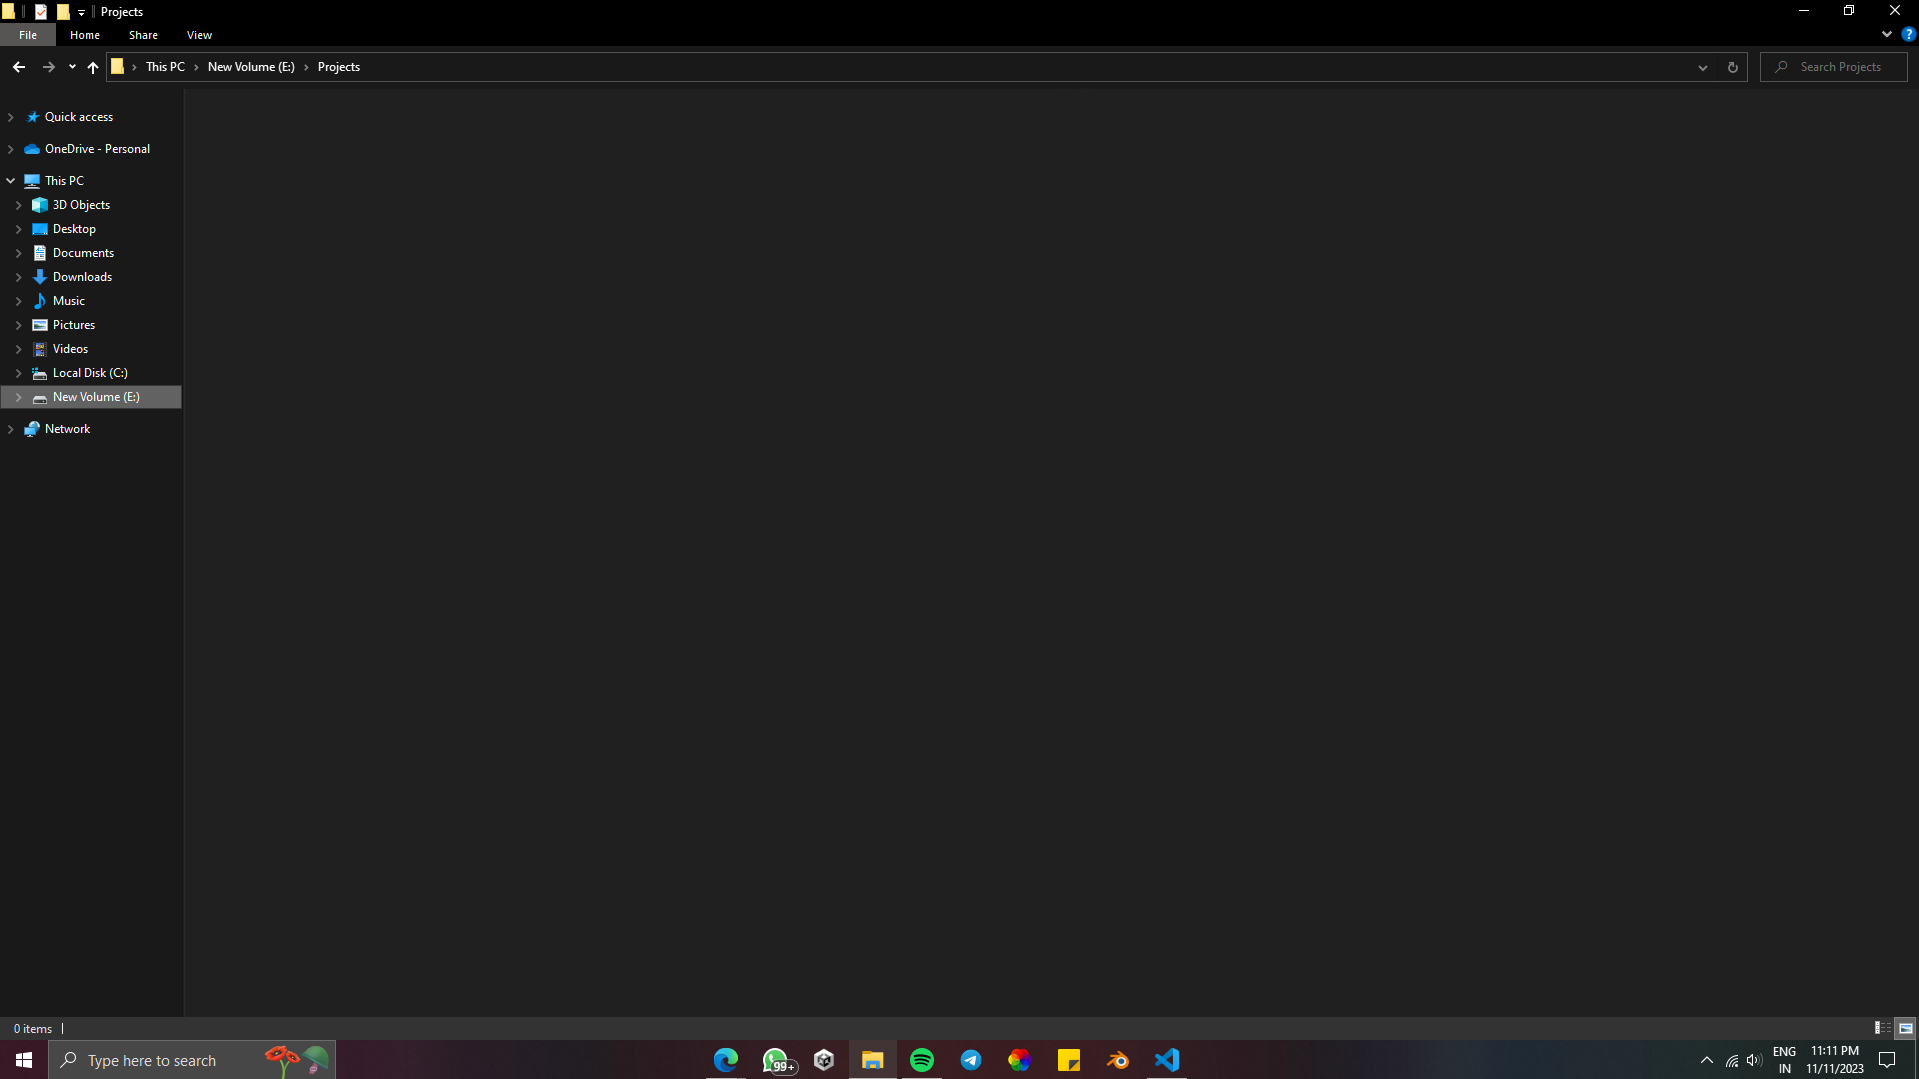 Projects
File Home Share View
This PC New Volume (E:) Projects
Search Projects
Quick access
OneDrive - Personal
This PC
3D Objects
Desktop
Documents
Downloads
Music
Pictures
Videos
Local Disk (C:)
New Volume (E:)
Network
0 items
Type here to search
99+
ENG
IN
11:11 PM
11/11/2023